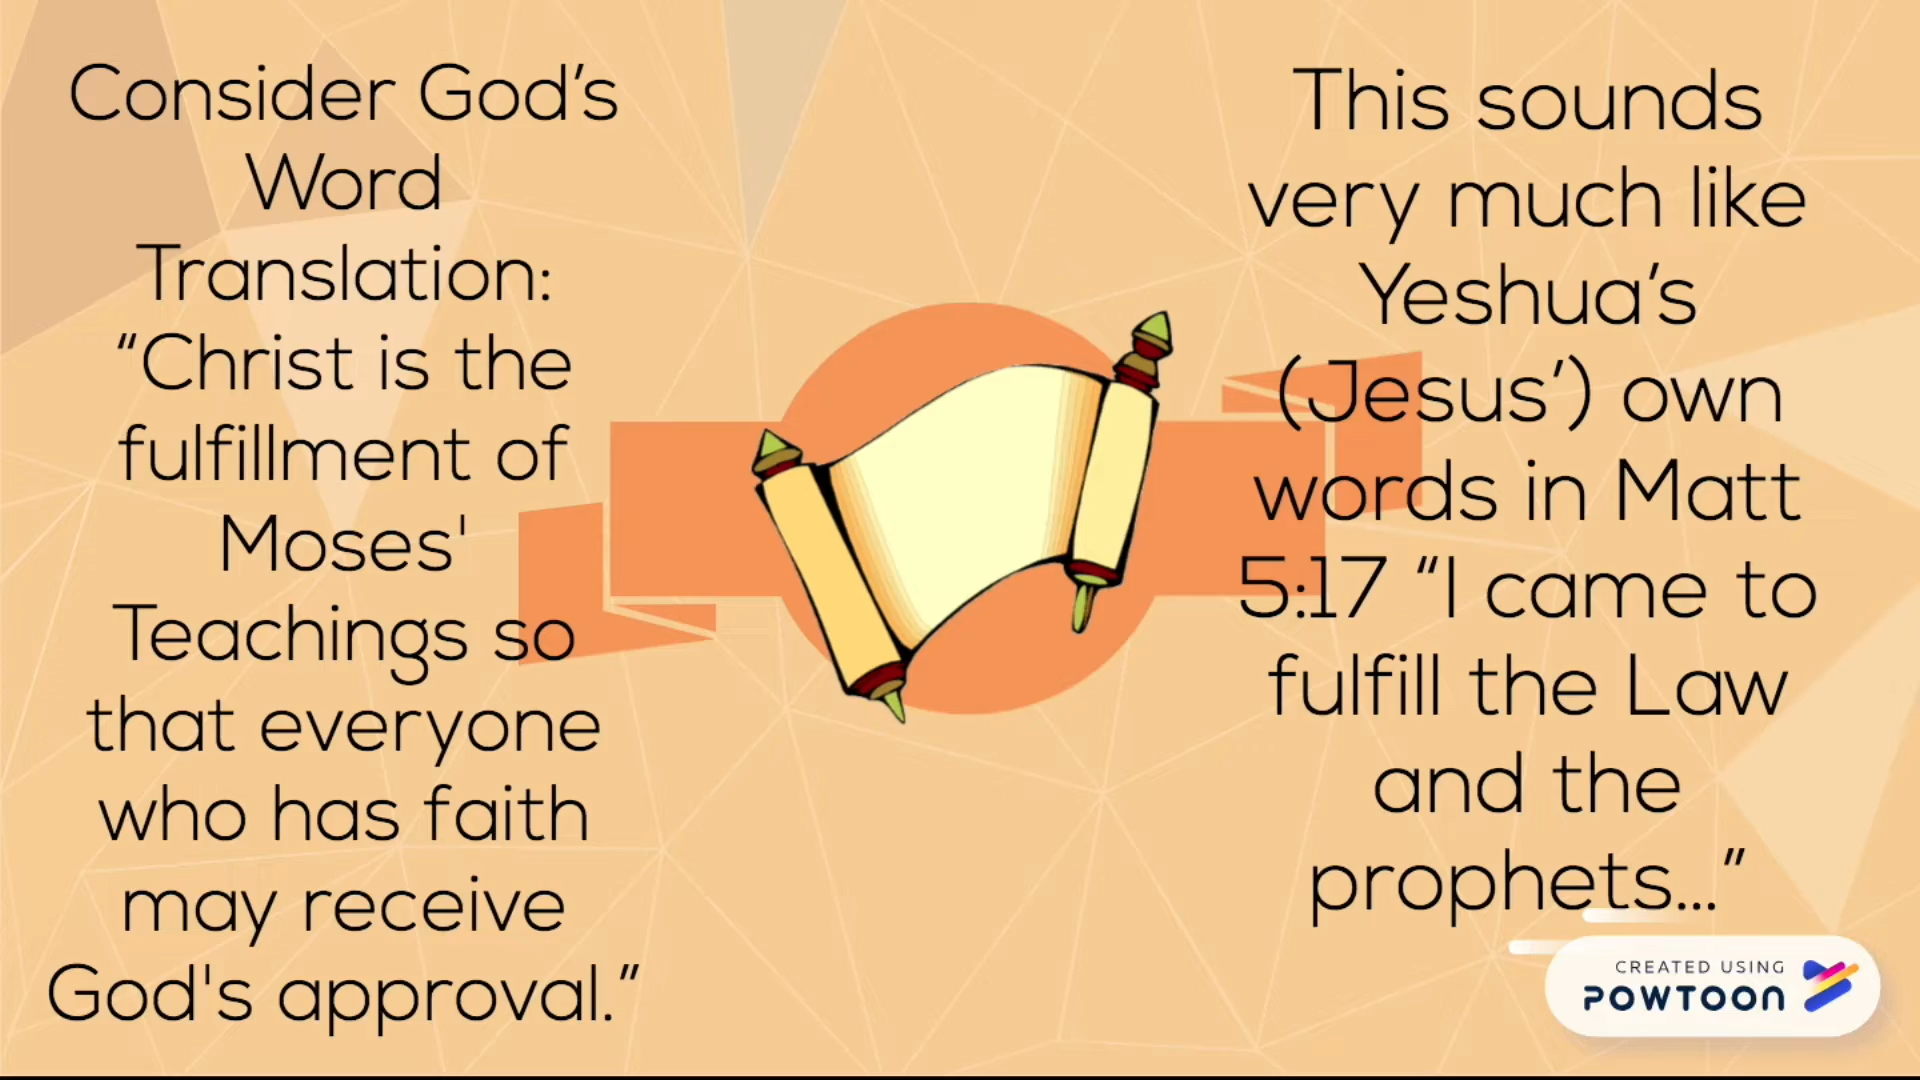 Consider God’s
Word
Translation:
“Christ is the
fulfillment of
Moses'
Teachings so
that everyone
who has faith
may receive
God's approval.”
This sounds
very much like
Yeshua’s
(Jesus’) own
words in Matt
5:17 “I came to
fulfill the Law
and the
prophets...”
CREATED USING
POWTOON